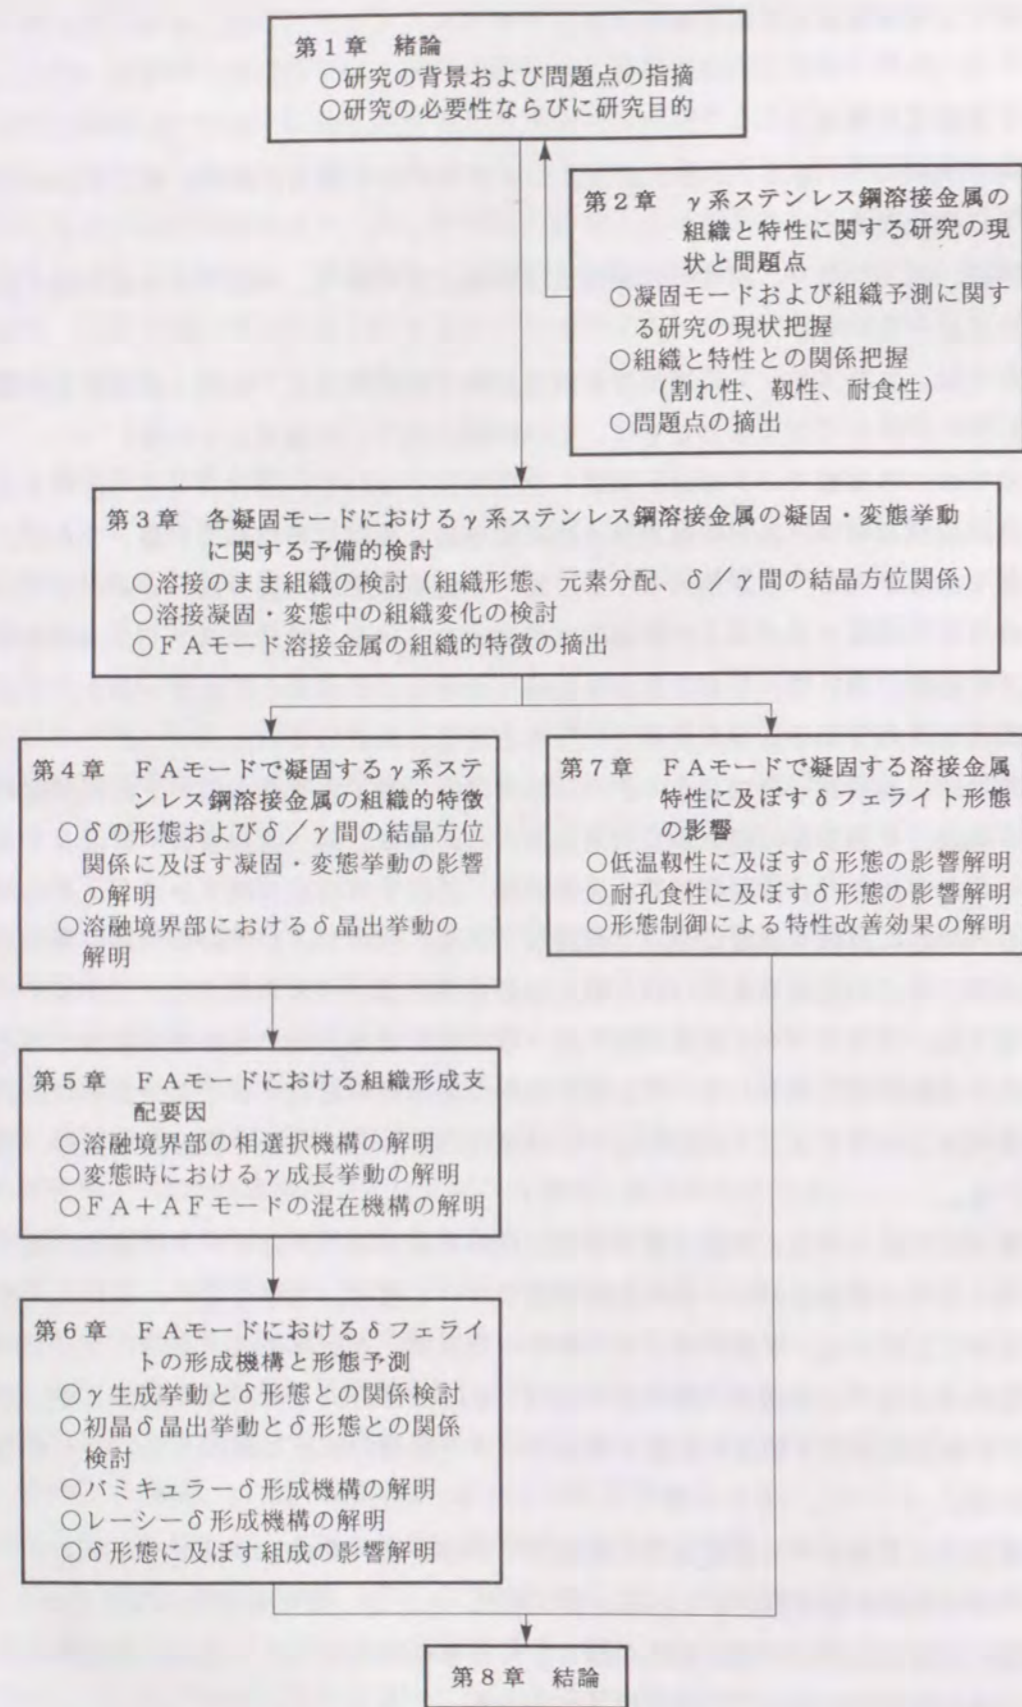 第1章　緒論
○研究の背景および問題点の指摘
○研究の必要性ならびに研究目的
第2章　γ系ステンレス鋼溶接金属の
組織と特性に関する研究の現
状と問題点
○凝固モードおよび組織予測に関す
る研究の現状把握
○組織と特性との関係把握
（割れ性、靱性、耐食性）
○問題点の摘出
第3章　各凝固モードにおけるγ系ステンレス鋼溶接金属の凝固・変態挙動
に関する予備的検討
○溶接のまま組織の検討（組織形態、元素分配、δ／γ間の結晶方位関係）
○溶接凝固・変態中の組織変化の検討
○FAモード溶接金属の組織的特徴の摘出
第4章　FAモードで凝固するγ系ステ
ンレス鋼溶接金属の組織的特徴
○δの形態およびδ／γ間の結晶方位
関係に及ぼす凝固・変態挙動の影響
の解明
○溶融境界部におけるδ晶出挙動の
解明
第7章　FAモードで凝固する溶接金属
特性に及ぼすδフェライト形態
の影響
○低温靱性に及ぼすδ形態の影響解明
○耐孔食性に及ぼすδ形態の影響解明
○形態制御による特性改善効果の解明
第5章　FAモードにおける組織形成支
配要因
○溶融境界部の相選択機構の解明
○変態時におけるγ成長挙動の解明
○FA＋AFモードの混在機構の解明
第6章　FAモードにおけるδフェライ
トの形成機構と形態予測
○γ生成挙動とδ形態との関係検討
○初晶δ晶出挙動とδ形態との関係
検討
○バミキュラーδ形成機構の解明
○レーシーδ形成機構の解明
○δ形態に及ぼす組成の影響解明
第8章　結論